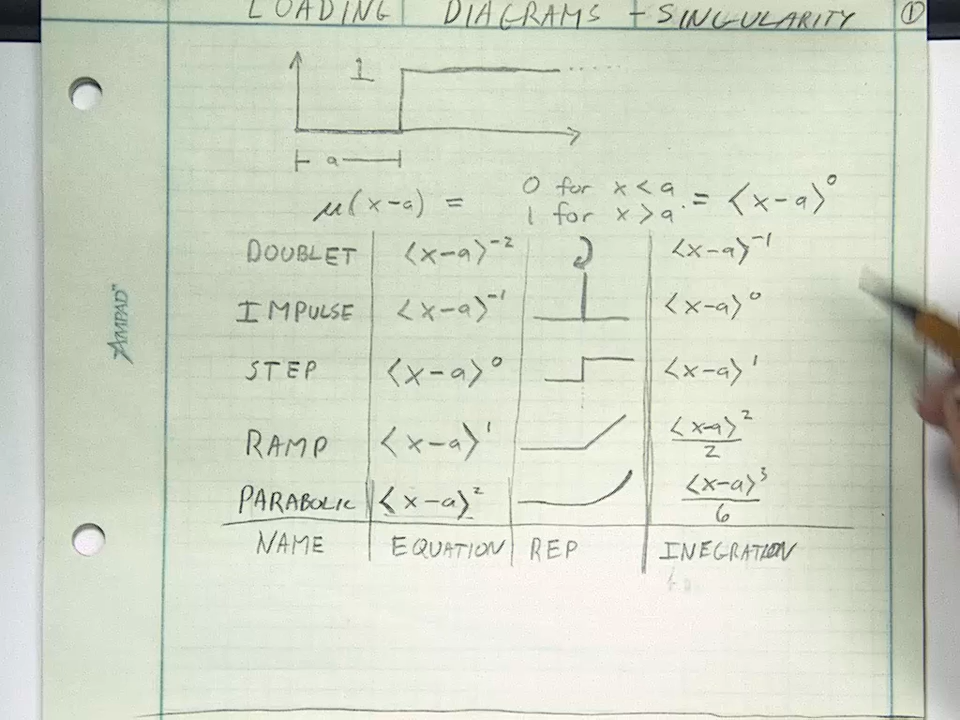 LOADING DIAGRAMS - SINGULARITY ①
1
a
μ(x-a) = 0 for x<a = ⟨x-a⟩⁰
1 for x>a
DOUBLET ⟨x-a⟩⁻² ⟨x-a⟩⁻¹
IMPULSE ⟨x-a⟩⁻¹ ⟨x-a⟩⁰
STEP ⟨x-a⟩⁰ ⟨x-a⟩¹
RAMP ⟨x-a⟩¹ ⟨x-a⟩²/2
PARABOLIC ⟨x-a⟩² ⟨x-a⟩³/6
NAME EQUATION REP INEGRATION
AMPAD™